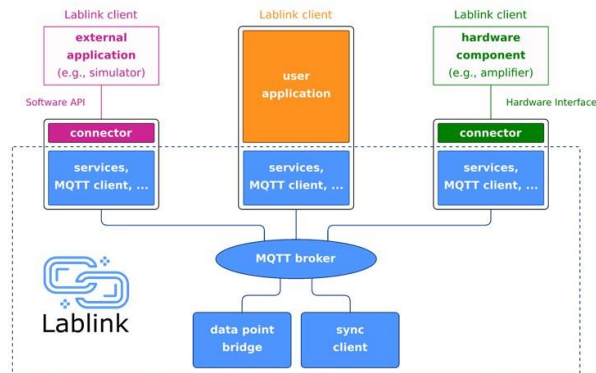 Lablink client
Lablink client
Lablink client
external
application
(e.g., simulator)
user
application
hardware
component
(e.g., amplifier)
Software API
Hardware Interface
connector
connector
services,
MQTT client, ...
services,
MQTT client, ...
services,
MQTT client, ...
MQTT broker
Lablink
data point
bridge
sync
client